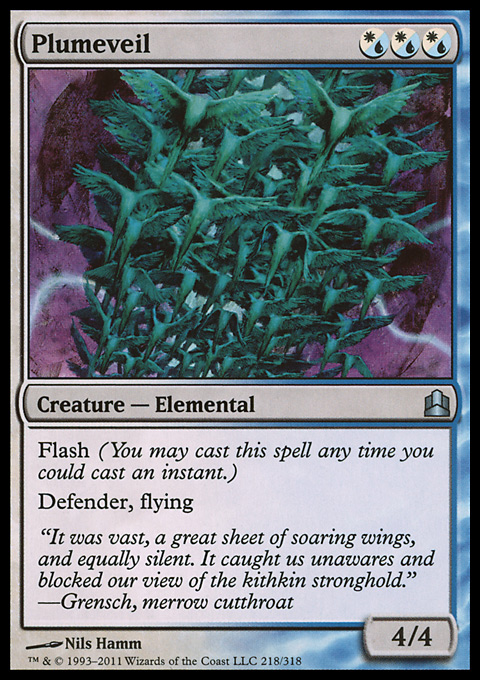 Plumeveil
Creature — Elemental
Flash (You may cast this spell any time you
could cast an instant.)
Defender, flying
“It was vast, a great sheet of soaring wings,
and equally silent. It caught us unawares and
blocked our view of the kithkin stronghold.”
—Grensch, merrow cutthroat
Nils Hamm
4/4
™ & © 1993–2011 Wizards of the Coast LLC 218/318